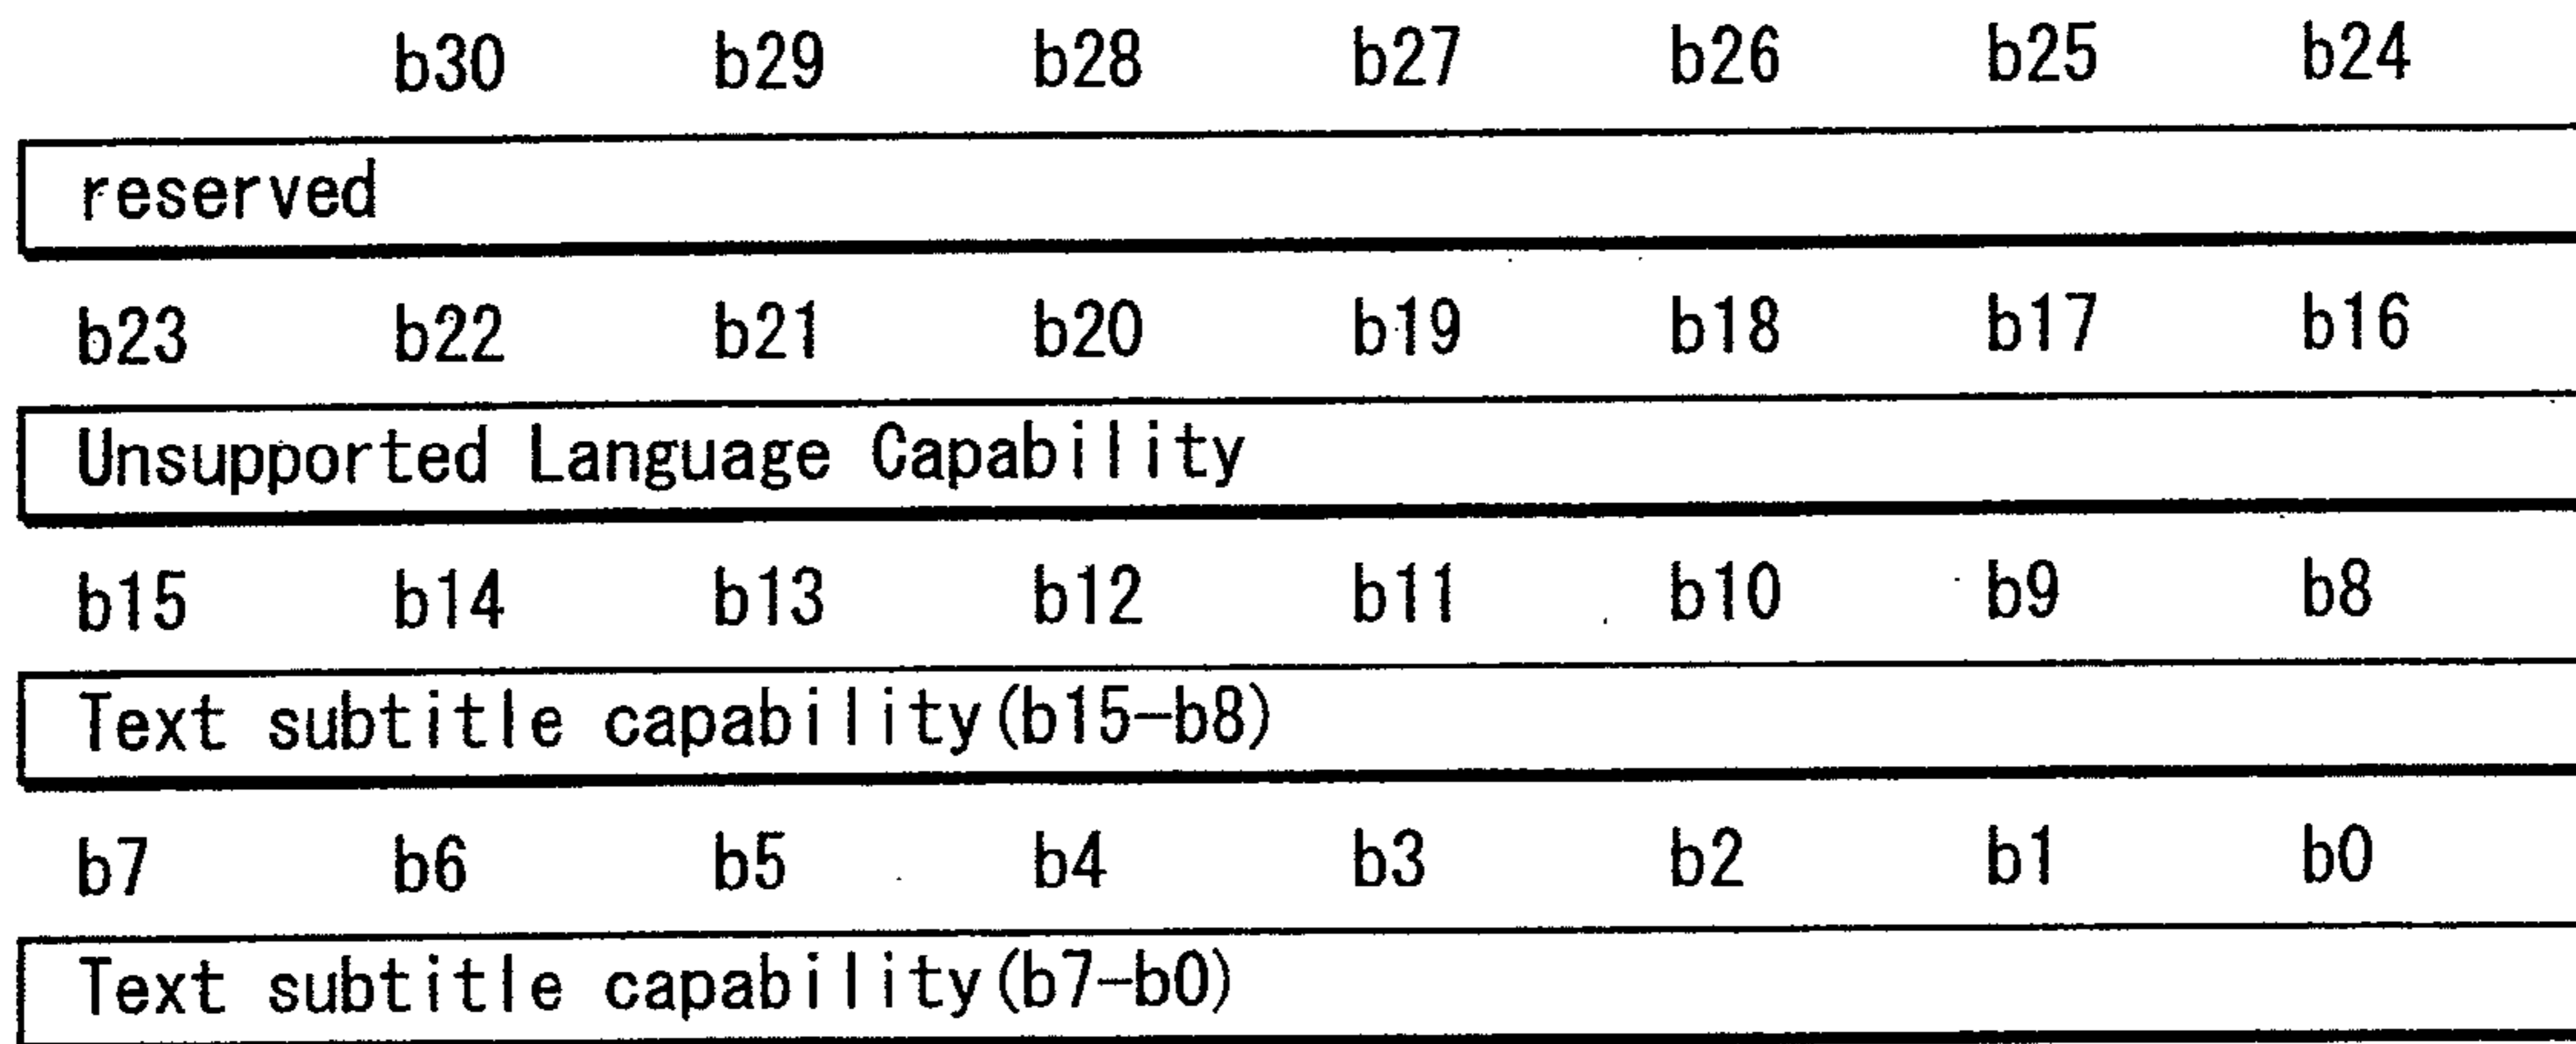 b30 b29 b28 b27 b26 b25 b24
reserved
b23 b22 b21 b20 b19 b18 b17 b16
Unsupported Language Capability
b15 b14 b13 b12 b11 b10 b9 b8
Text subtitle capability(b15-b8)
b7 b6 b5 b4 b3 b2 b1 b0
Text subtitle capability(b7-b0)